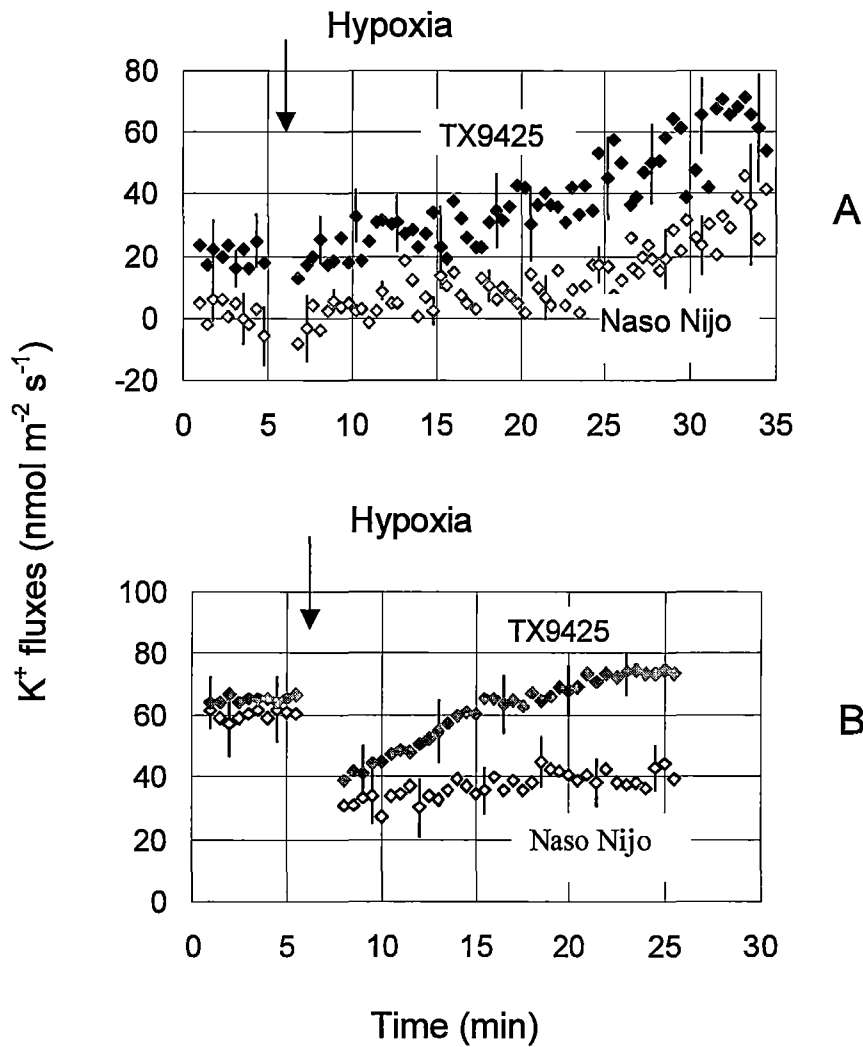 Hypoxia
80
60
40
20
0
-20
TX9425
Naso Nijo
A
0 5 10 15 20 25 30 35
K⁺ fluxes (nmol m⁻² s⁻¹)
Hypoxia
100
80
60
40
20
0
TX9425
Naso Nijo
B
0 5 10 15 20 25 30
Time (min)